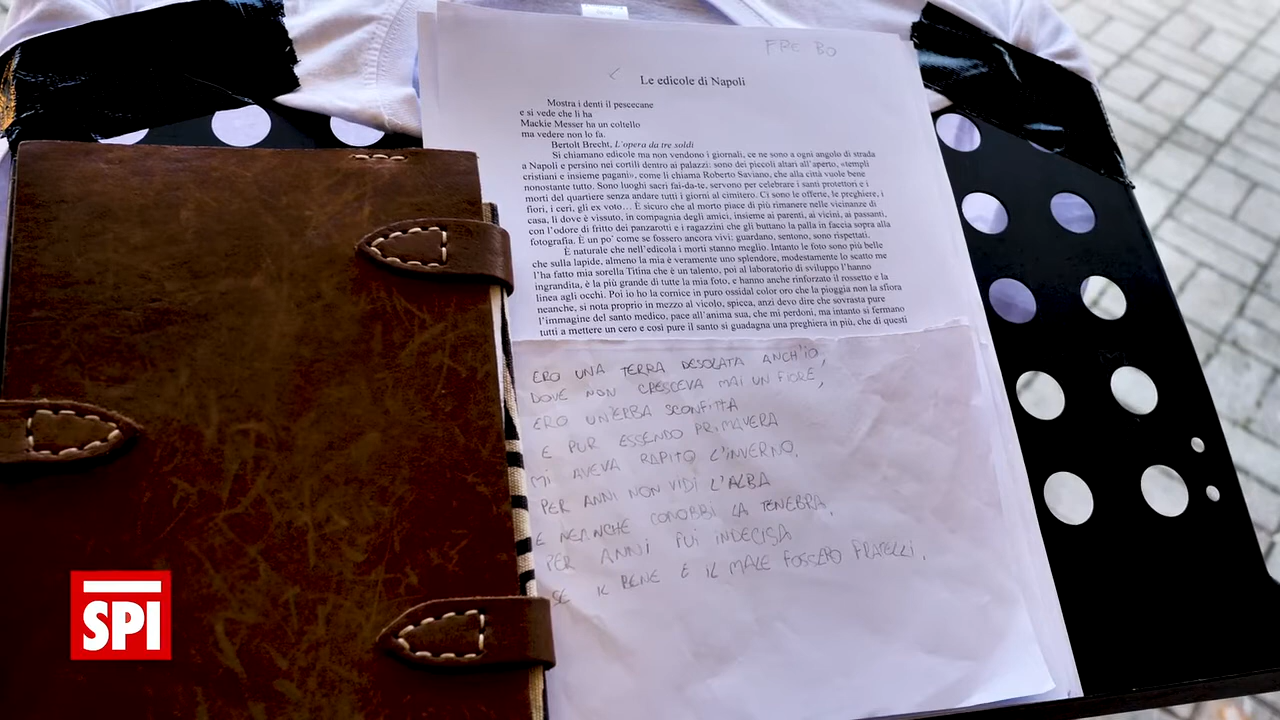 FRE BO
Le edicole di Napoli
Mostra i denti il pescecane
e si vede che li ha
Mackie Messer ha un coltello
ma vedere non lo fa.
Bertolt Brecht, L'opera da tre soldi
Si chiamano edicole ma non vendono i giornali, ce ne sono a ogni angolo di strada
a Napoli e persino nei cortili dentro ai palazzi: sono dei piccoli altari all'aperto, «templi
cristiani e insieme pagani», come li chiama Roberto Saviano, che alla città vuole bene
nonostante tutto. Sono luoghi sacri fai-da-te, servono per celebrare i santi protettori e i
morti del quartiere senza andare tutti i giorni al cimitero. Ci sono le offerte, le preghiere, i
fiori, i ceri, gli ex voto… È sicuro che al morto piace di più rimanere nelle vicinanze di
casa, lì dove è vissuto, in compagnia degli amici, insieme ai parenti, ai vicini, ai passanti,
con l'odore di fritto dei panzarotti e i ragazzini che gli buttano la palla in faccia sopra alla
fotografia. È un po' come se fossero ancora vivi: guardano, sentono, sono rispettati.
È naturale che nell'edicola i morti stanno meglio. Intanto le foto sono più belle
che sulla lapide, almeno la mia è veramente uno splendore, modestamente lo scatto me
l'ha fatto mia sorella Titina che è un talento, poi al laboratorio di sviluppo l'hanno
ingrandita, è la più grande di tutte la mia foto, e hanno anche rinforzato il rossetto e la
linea agli occhi. Poi io ho la cornice in puro ossidal color oro che la pioggia non la sfiora
neanche, si nota proprio in mezzo al vicolo, spicca, anzi devo dire che sovrasta pure
l'immagine del santo medico, pace all'anima sua, che mi perdoni, ma intanto si fermano
tutti a mettere un cero e così pure il santo si guadagna una preghiera in più, che di questi
ERO UNA TERRA DESOLATA ANCH'IO,
DOVE NON CRESCEVA MAI UN FIORE,
ERO UN'ERBA SCONFITTA
E PUR ESSENDO PRIMAVERA
MI AVEVA RAPITO L'INVERNO.
PER ANNI NON VIDI L'ALBA
E NEANCHE CONOBBI LA TENEBRA.
PER ANNI FUI INDECISA
SE IL BENE E IL MALE FOSSERO FRATELLI.
SPI